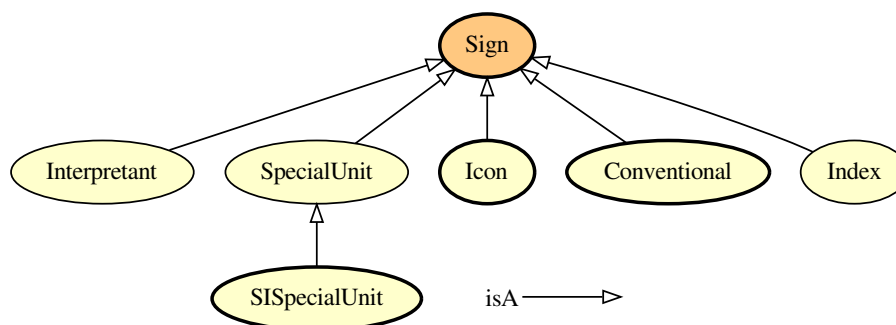 Sign
Interpretant
SpecialUnit
Icon
Conventional
Index
SISpecialUnit
isA